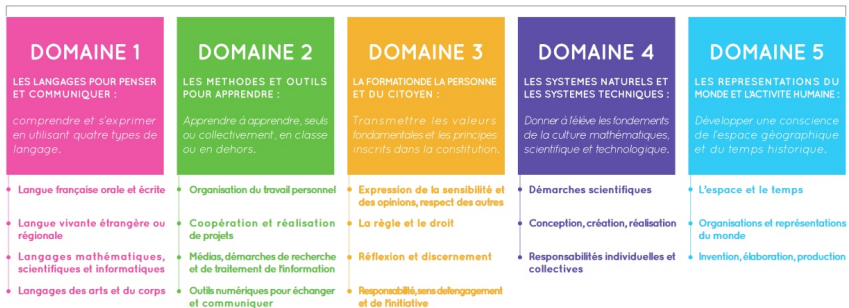 DOMAINE 1
LES LANGAGES POUR PENSER
ET COMMUNIQUER :
comprendre et s'exprimer
en utilisant quatre types de
langage.
Langue française orale et écrite
Langue vivante étrangère ou
régionale
Langages mathématiques,
scientifiques et informatiques
Langages des arts et du corps
DOMAINE 2
LES METHODES ET OUTILS
POUR APPRENDRE :
Apprendre à apprendre, seuls
ou collectivement, en classe
ou en dehors.
Organisation du travail personnel
Coopération et réalisation
de projets
Médias, démarches de recherche
et de traitement de l'information
Outils numériques pour échanger
et communiquer
DOMAINE 3
LA FORMATIONDE LA PERSONNE
ET DU CITOYEN :
Transmettre les valeurs
fondamentales et les principes
inscrits dans la constitution.
Expression de la sensibilité et
des opinions, respect des autres
La règle et le droit
Réflexion et discernement
Responsabilité, sens de l'engagement
et de l'initiative
DOMAINE 4
LES SYSTEMES NATURELS ET
LES SYSTEMES TECHNIQUES :
Donner à l'élève les fondements
de la culture mathématiques,
scientifique et technologique.
Démarches scientifiques
Conception, création, réalisation
Responsabilités individuelles et
collectives
DOMAINE 5
LES REPRESENTATIONS DU
MONDE ET L'ACTIVITE HUMAINE :
Développer une conscience
de l'espace géographique
et du temps historique.
L'espace et le temps
Organisations et représentations
du monde
Invention, élaboration, production